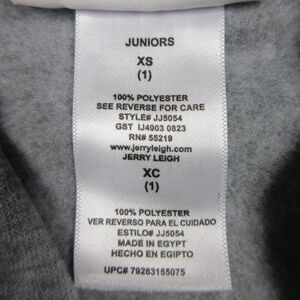 JUNIORS
XS
(1)
100% POLYESTER
SEE REVERSE FOR CARE
STYLE# JJ5054
GST IJ4903 0823
RN# 55219
www.jerryleigh.com
JERRY LEIGH
XC
(1)
100% POLYESTER
VER REVERSO PARA EL CUIDADO
ESTILO# JJ5054
MADE IN EGYPT
HECHO EN EGIPTO
UPC# 79283155075